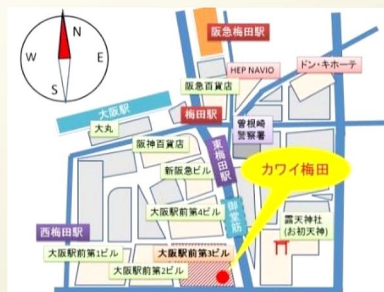 阪急梅田駅
N
W
E
S
HEP NAVIO
ドン・キホーテ
阪急百貨店
大阪駅
梅田駅
大丸
曽根崎
警察署
阪神百貨店
東梅田駅
新阪急ビル
カワイ梅田
御堂筋
大阪駅前第4ビル
露天神社
(お初天神)
西梅田駅
大阪駅前第1ビル
大阪駅前第3ビル
大阪駅前第2ビル